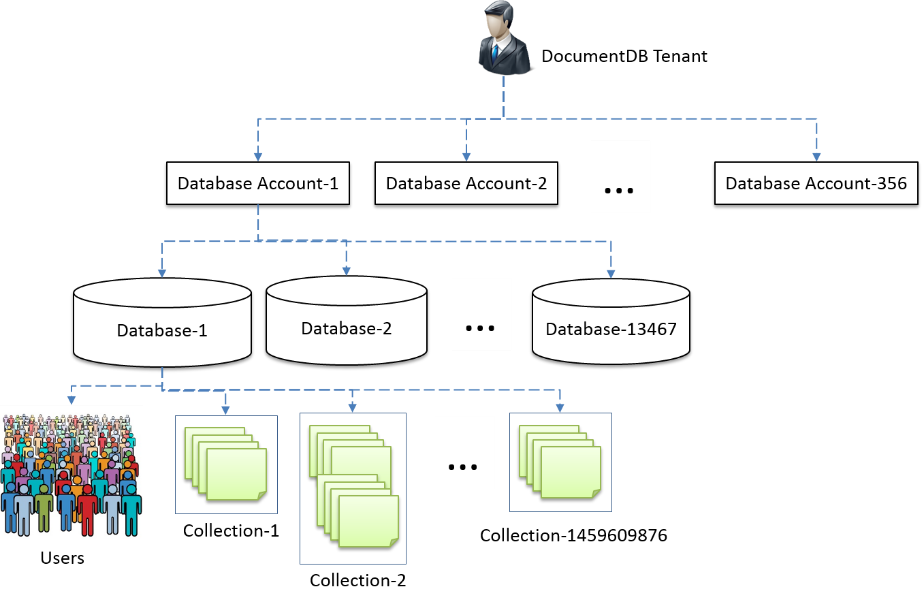 DocumentDB Tenant
Database Account-1
Database Account-2
...
Database Account-356
Database-1
Database-2
...
Database-13467
Users
Collection-1
Collection-2
...
Collection-1459609876